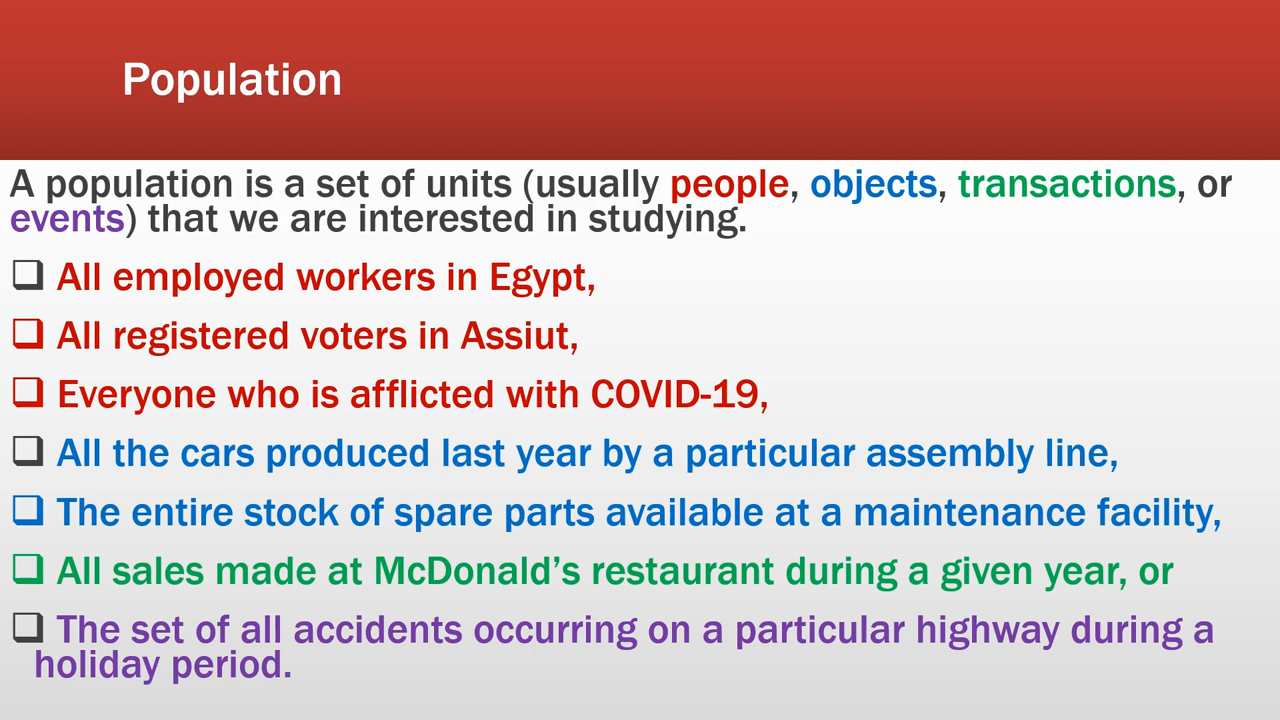 Population
A population is a set of units (usually people, objects, transactions, or
events) that we are interested in studying.
❑ All employed workers in Egypt,
❑ All registered voters in Assiut,
❑ Everyone who is afflicted with COVID-19,
❑ All the cars produced last year by a particular assembly line,
❑ The entire stock of spare parts available at a maintenance facility,
❑ All sales made at McDonald’s restaurant during a given year, or
❑ The set of all accidents occurring on a particular highway during a
holiday period.